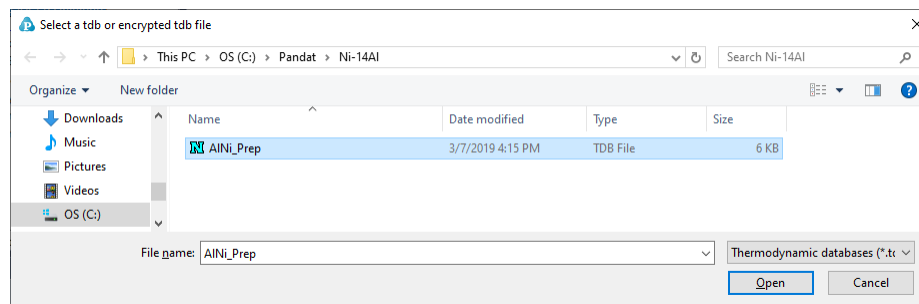 Select a tdb or encrypted tdb file
This PC > OS (C:) > Pandat > Ni-14Al
Search Ni-14Al
Organize
New folder
Name
Date modified
Type
Size
Downloads
Music
Pictures
Videos
OS (C:)
AlNi_Prep
3/7/2019 4:15 PM
TDB File
6 KB
File name:
AlNi_Prep
Thermodynamic databases (*.tc
Open
Cancel